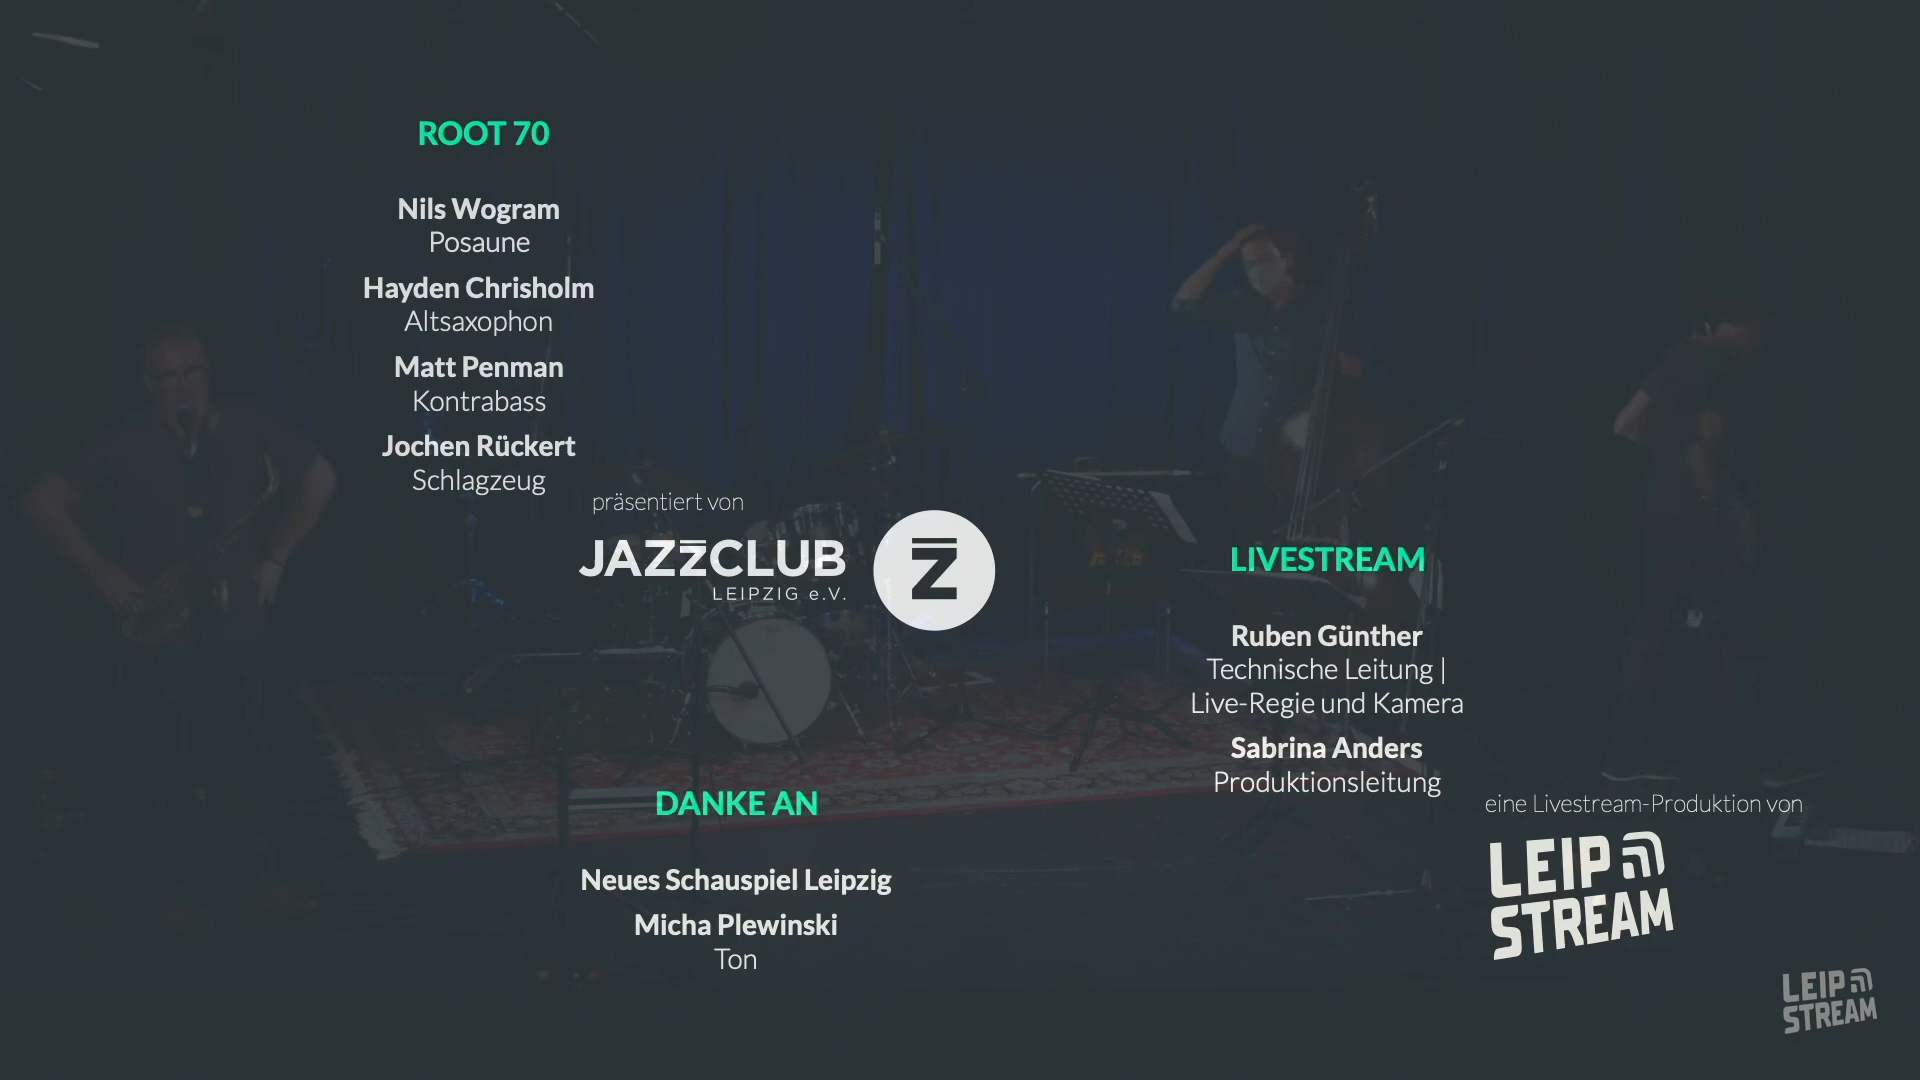 ROOT 70
Nils Wogram
Posaune
Hayden Chrisholm
Altsaxophon
Matt Penman
Kontrabass
Jochen Rückert
Schlagzeug
präsentiert von
JAZZCLUB
LEIPZIG e.V.
Z
LIVESTREAM
Ruben Günther
Technische Leitung |
Live-Regie und Kamera
Sabrina Anders
Produktionsleitung
DANKE AN
Neues Schauspiel Leipzig
Micha Plewinski
Ton
eine Livestream-Produktion von
LEIP
STREAM
LEIP
STREAM